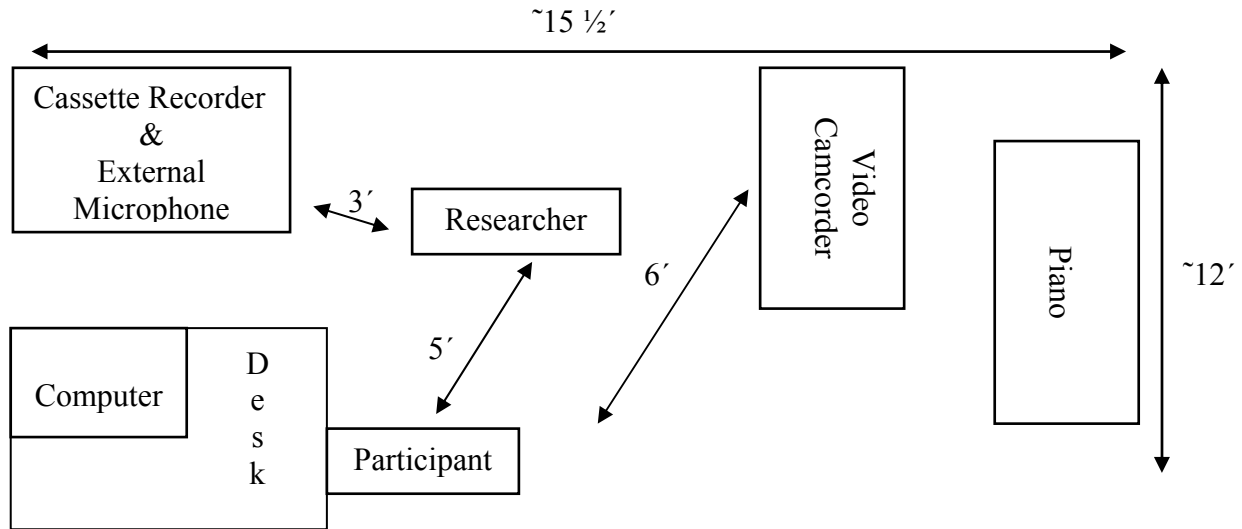 ~15 ½´
Cassette Recorder
&
External
Microphone
3´
Researcher
Video
Camcorder
Piano
~12´
6´
5´
Computer
D
e
s
k
Participant